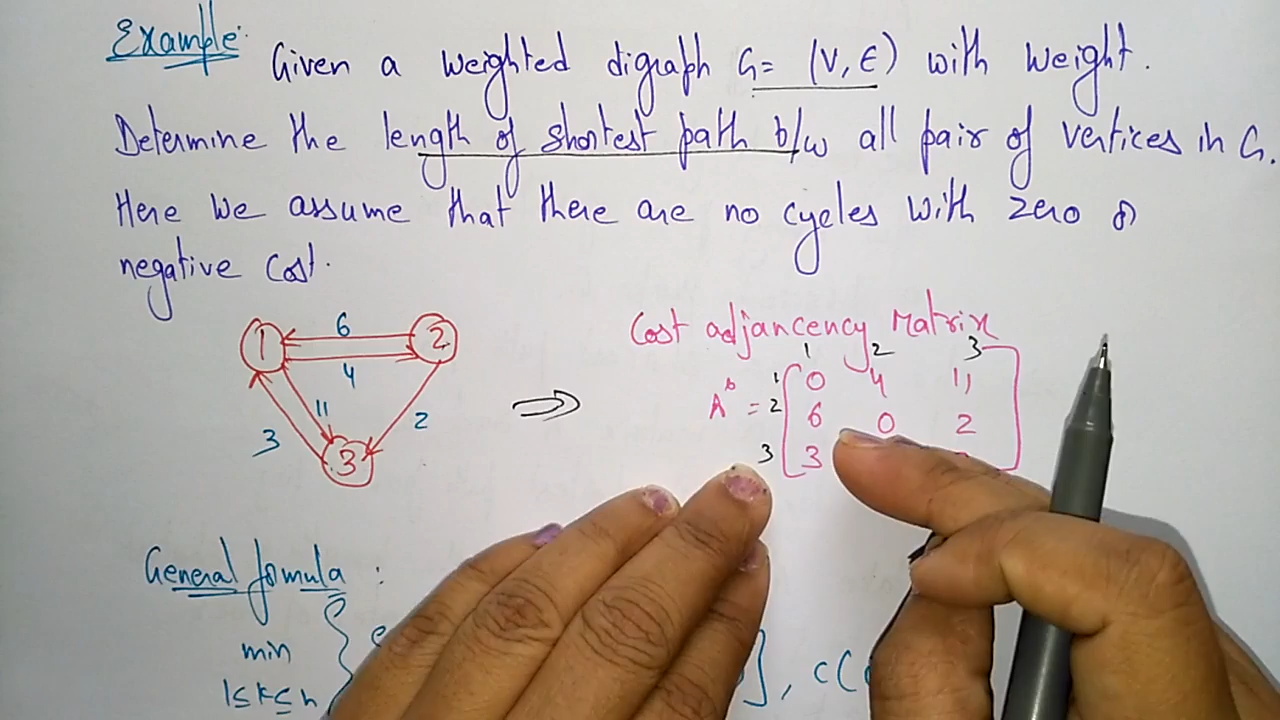 Example:
Given a weighted digraph G= (V, E) with weight.
Determine the length of shortest path b/w all pair of vertices in G.
Here we assume that there are no cycles with zero or
negative cost.
1 6 2
4
11
3 2
3
Cost adjancency Matrix
1 2 3
1 0 4 11
A⁰ = 2 6 0 2
3 3
General formula :
min {
1≤k≤n
], c(